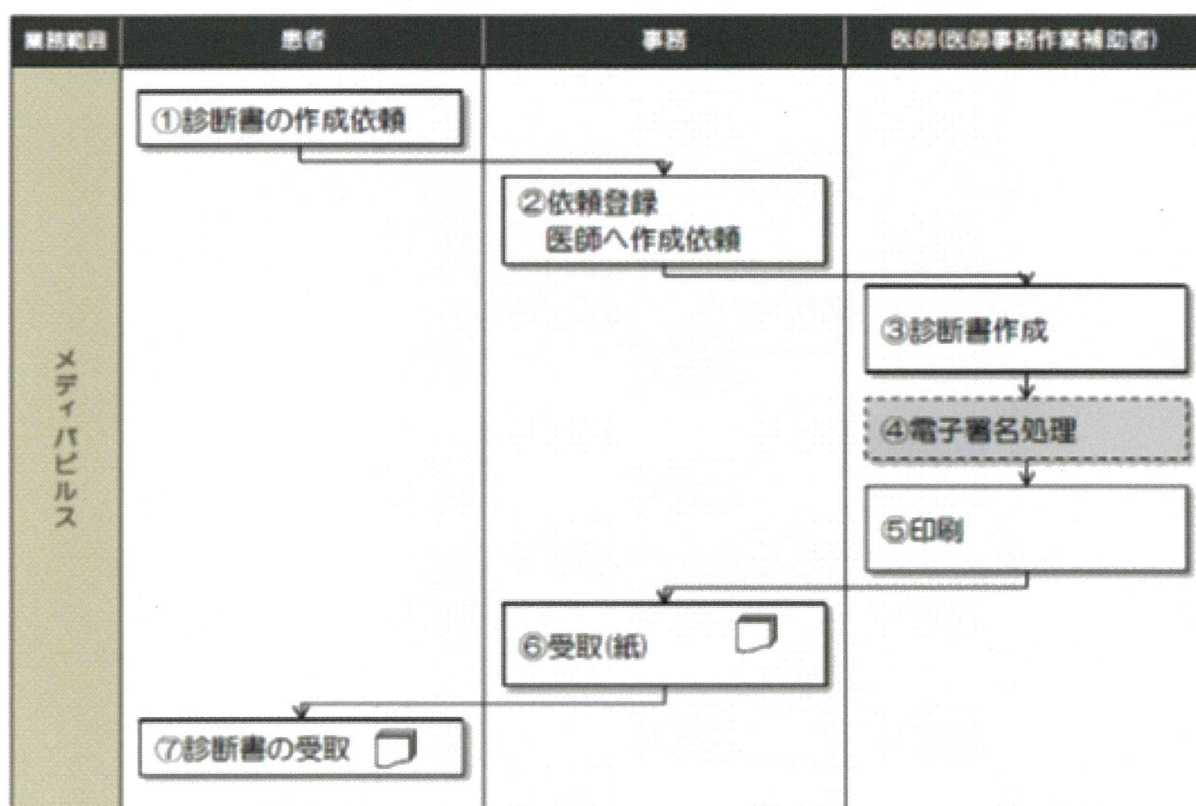 業務範囲
患者
事務
医師(医師事務作業補助者)
メディパピルス
①診断書の作成依頼
②依頼登録
医師へ作成依頼
③診断書作成
④電子署名処理
⑤印刷
⑥受取(紙)
⑦診断書の受取